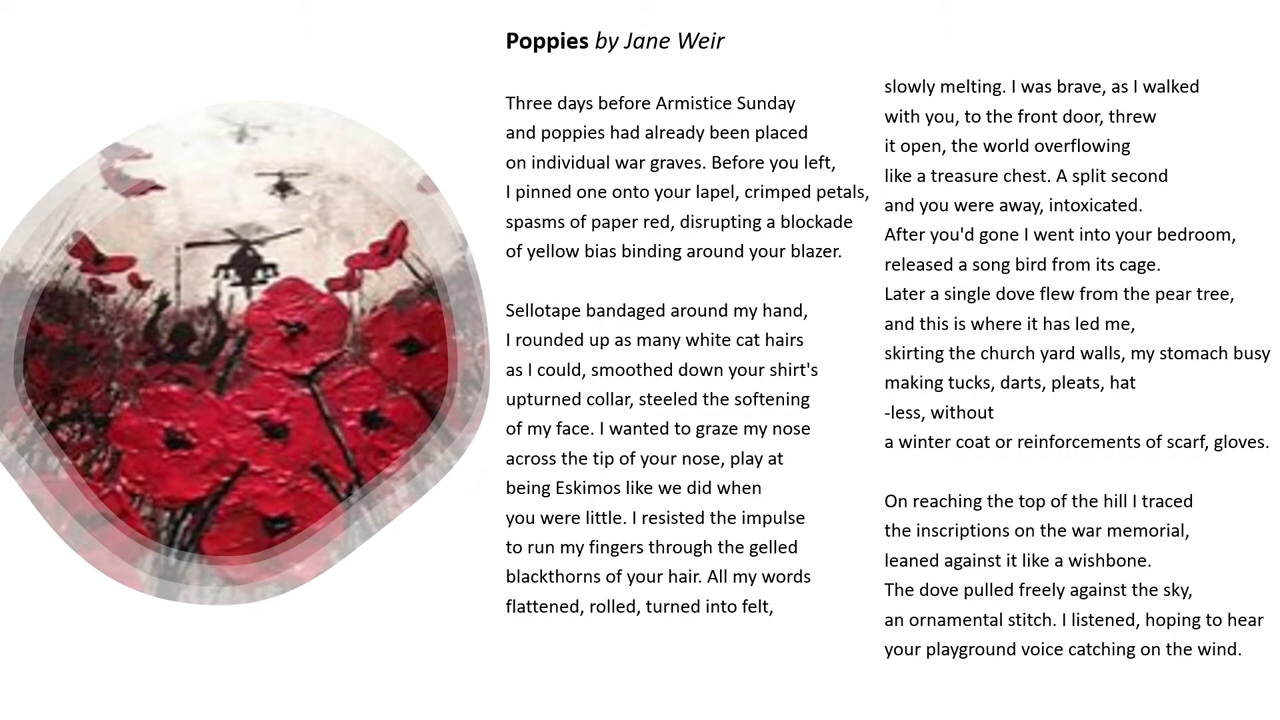 Poppies by Jane Weir
Three days before Armistice Sunday
and poppies had already been placed
on individual war graves. Before you left,
I pinned one onto your lapel, crimped petals,
spasms of paper red, disrupting a blockade
of yellow bias binding around your blazer.
Sellotape bandaged around my hand,
I rounded up as many white cat hairs
as I could, smoothed down your shirt's
upturned collar, steeled the softening
of my face. I wanted to graze my nose
across the tip of your nose, play at
being Eskimos like we did when
you were little. I resisted the impulse
to run my fingers through the gelled
blackthorns of your hair. All my words
flattened, rolled, turned into felt,
slowly melting. I was brave, as I walked
with you, to the front door, threw
it open, the world overflowing
like a treasure chest. A split second
and you were away, intoxicated.
After you'd gone I went into your bedroom,
released a song bird from its cage.
Later a single dove flew from the pear tree,
and this is where it has led me,
skirting the church yard walls, my stomach busy
making tucks, darts, pleats, hat
-less, without
a winter coat or reinforcements of scarf, gloves.
On reaching the top of the hill I traced
the inscriptions on the war memorial,
leaned against it like a wishbone.
The dove pulled freely against the sky,
an ornamental stitch. I listened, hoping to hear
your playground voice catching on the wind.